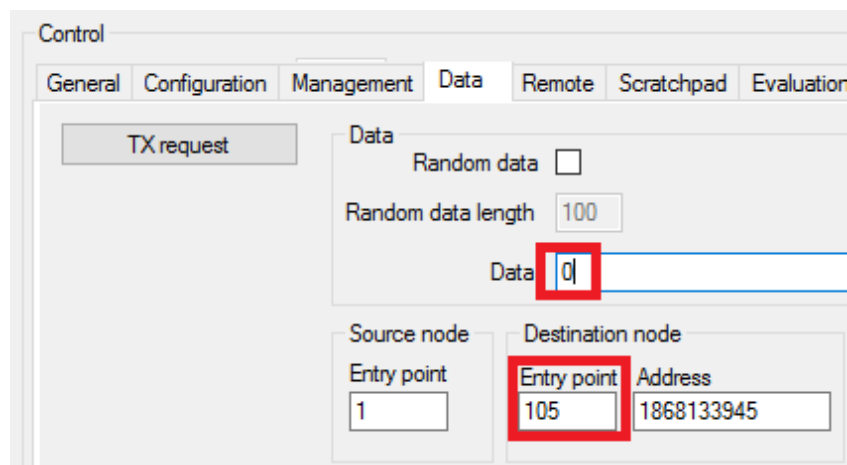 Control
General Configuration Management Data Remote Scratchpad Evaluation
TX request
Data
Random data
Random data length 100
Data 0
Source node
Entry point
1
Destination node
Entry point Address
105 1868133945